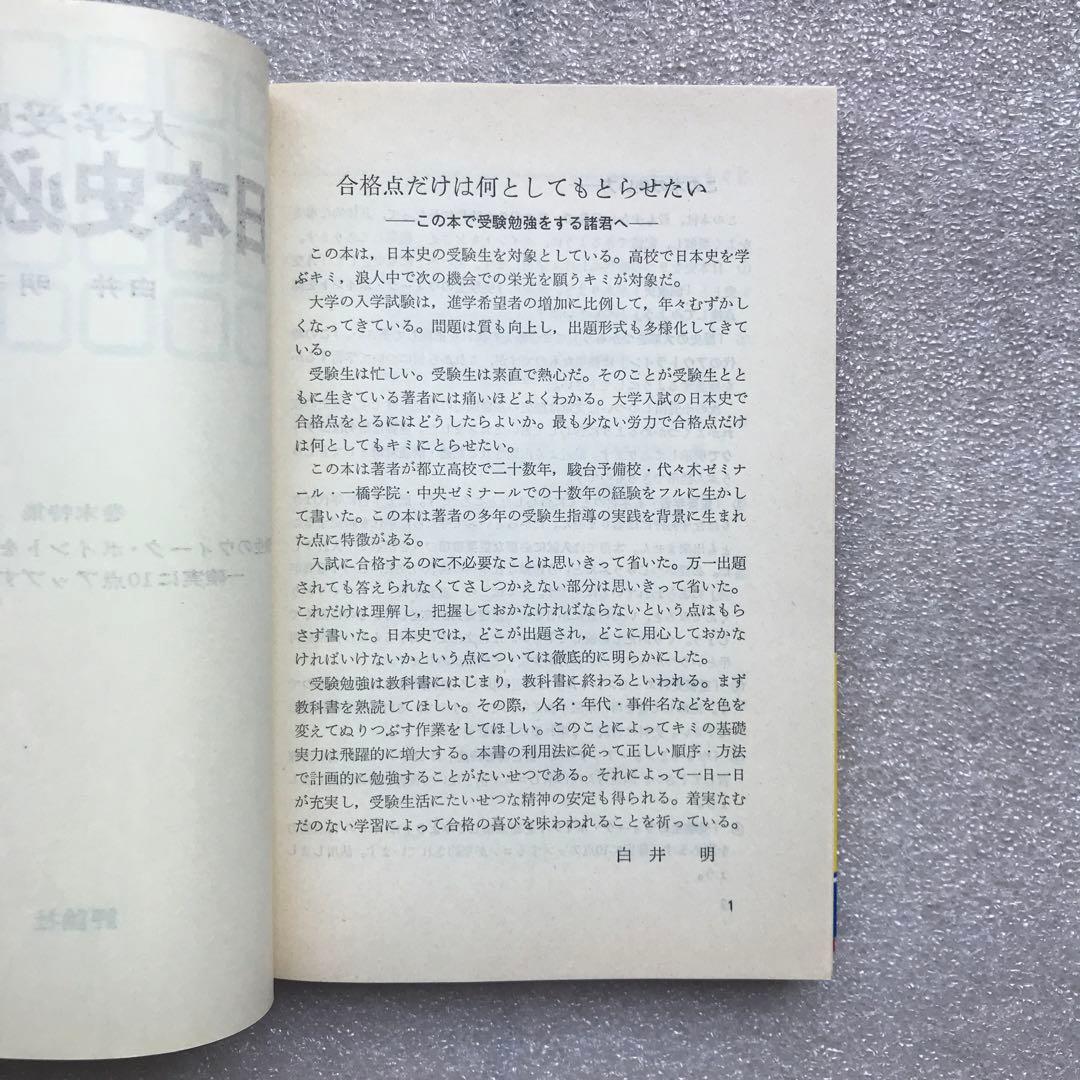 合格点だけは何としてもとらせたい
――この本で受験勉強をする諸君へ――
この本は，日本史の受験生を対象としている。高校で日本史を学
ぶキミ，浪人中で次の機会での栄光を願うキミが対象だ。
大学の入学試験は，進学希望者の増加に比例して，年々むずかし
くなってきている。問題は質も向上し，出題形式も多様化してきて
いる。
受験生は忙しい。受験生は素直で熱心だ。そのことが受験生とと
もに生きている著者には痛いほどよくわかる。大学入試の日本史で
合格点をとるにはどうしたらよいか。最も少ない労力で合格点だけ
は何としてもキミにとらせたい。
この本は著者が都立高校で二十数年，駿台予備校・代々木ゼミナ
ール・一橋学院・中央ゼミナールでの十数年の経験をフルに生かし
て書いた。この本は著者の多年の受験生指導の実践を背景に生まれ
た点に特徴がある。
入試に合格するのに不必要なことは思いきって省いた。万一出題
されても答えられなくてさしつかえない部分は思いきって省いた。
これだけは理解し，把握しておかなければならないという点はもら
さず書いた。日本史では，どこが出題され，どこに用心しておかな
ければいけないかという点については徹底的に明らかにした。
受験勉強は教科書にはじまり，教科書に終わるといわれる。まず
教科書を熟読してほしい。その際，人名・年代・事件名などを色を
変えてぬりつぶす作業をしてほしい。このことによってキミの基礎
実力は飛躍的に増大する。本書の利用法に従って正しい順序・方法
で計画的に勉強することがたいせつである。それによって一日一日
が充実し，受験生活にたいせつな精神の安定も得られる。着実なむ
だのない学習によって合格の喜びを味わわれることを祈っている。
白井 明
1